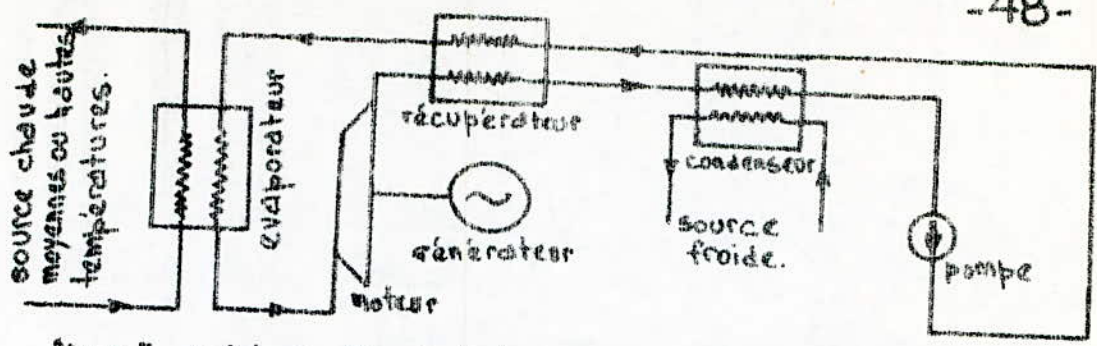 -48-
source chaude
moyennes ou hautes
températures.
évaporateur
moteur
récupérateur
générateur
condenseur
source
froide.
pompe